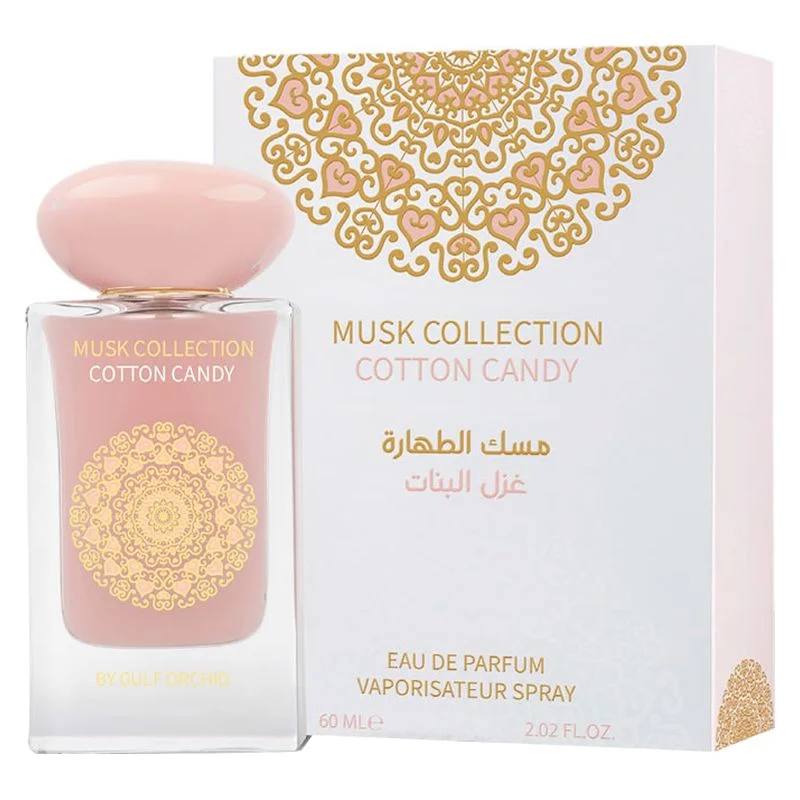 MUSK COLLECTION
COTTON CANDY
BY GULF ORCHID
MUSK COLLECTION
COTTON CANDY
مسك الطهارة
غزل البنات
EAU DE PARFUM
VAPORISATEUR SPRAY
60 ML℮
2.02 FL.OZ.